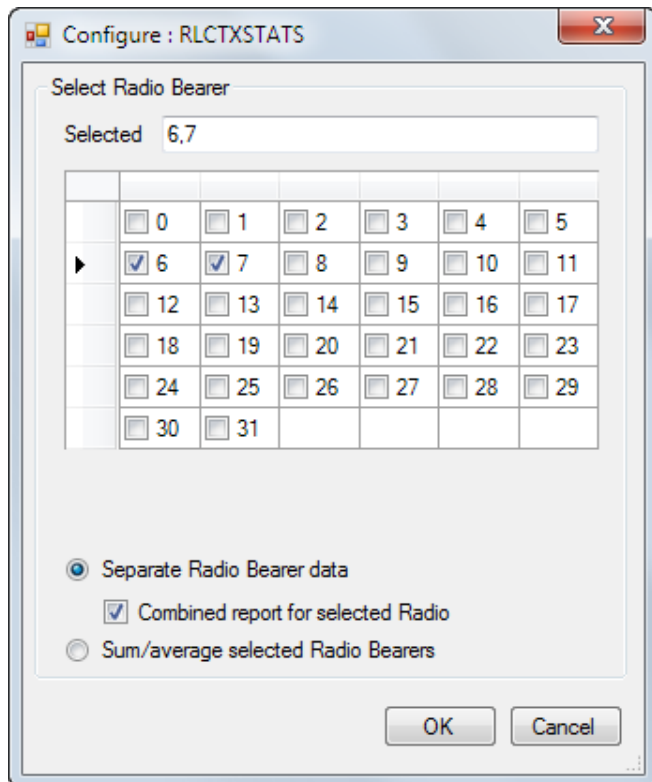 Configure : RLCTXSTATS
Select Radio Bearer
Selected 6,7
0 1 2 3 4 5
6 7 8 9 10 11
12 13 14 15 16 17
18 19 20 21 22 23
24 25 26 27 28 29
30 31
Separate Radio Bearer data
Combined report for selected Radio
Sum/average selected Radio Bearers
OK Cancel